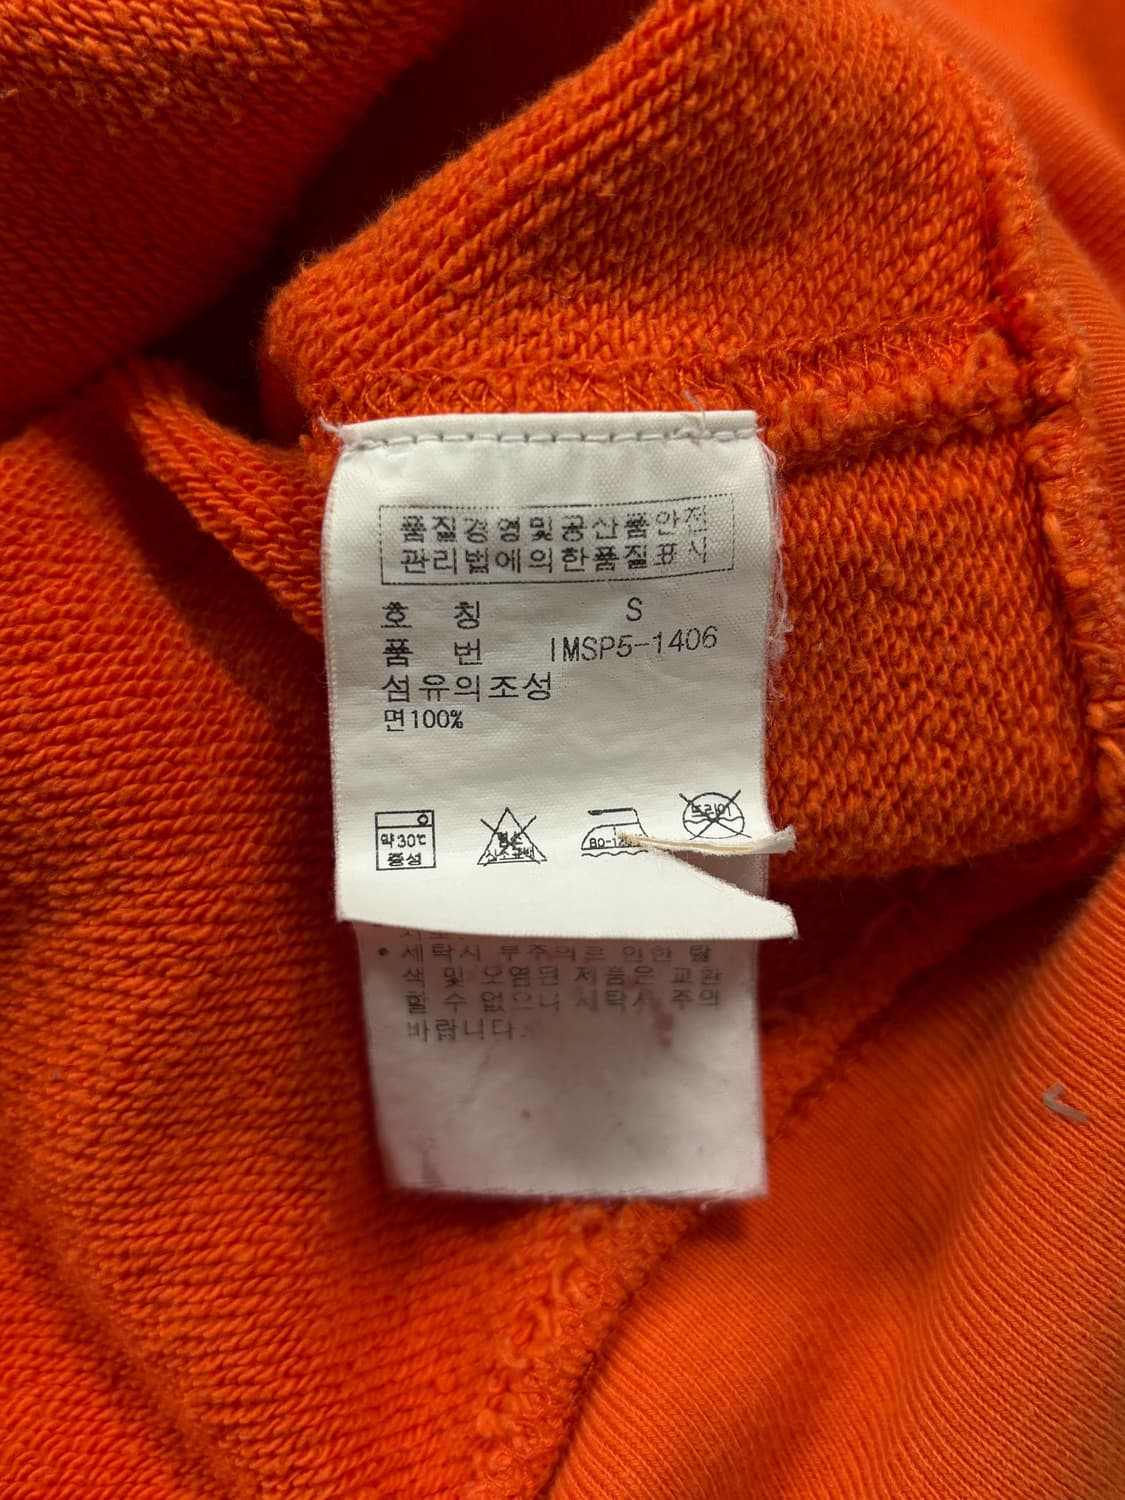 품질경영및공산품안전
관리법에의한품질표시
호 칭 S
품 번 IMSP5-1406
섬유의조성
면100%
약30℃
중성
드라이
• 세탁시 부주의로 인한 탈
색 및 오염된 제품은 교환
할 수 없으니 세탁시 주의
바랍니다.